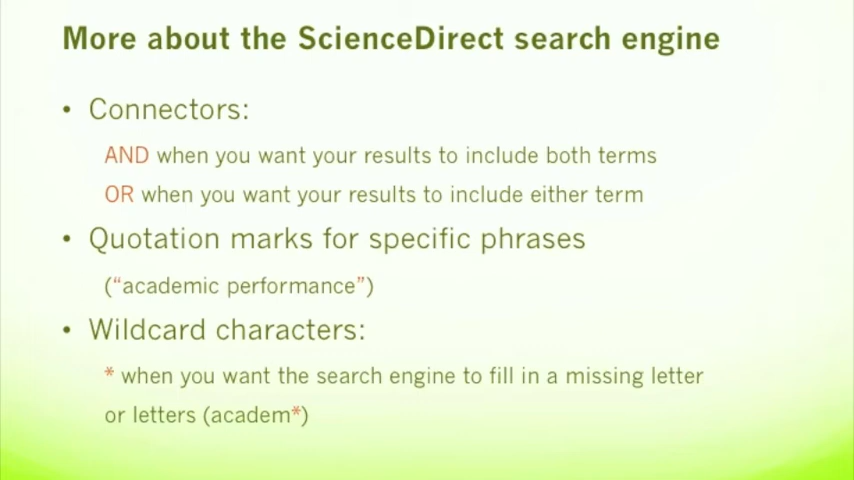 More about the ScienceDirect search engine
• Connectors:
AND when you want your results to include both terms
OR when you want your results to include either term
• Quotation marks for specific phrases
(“academic performance”)
• Wildcard characters:
* when you want the search engine to fill in a missing letter
or letters (academ*)